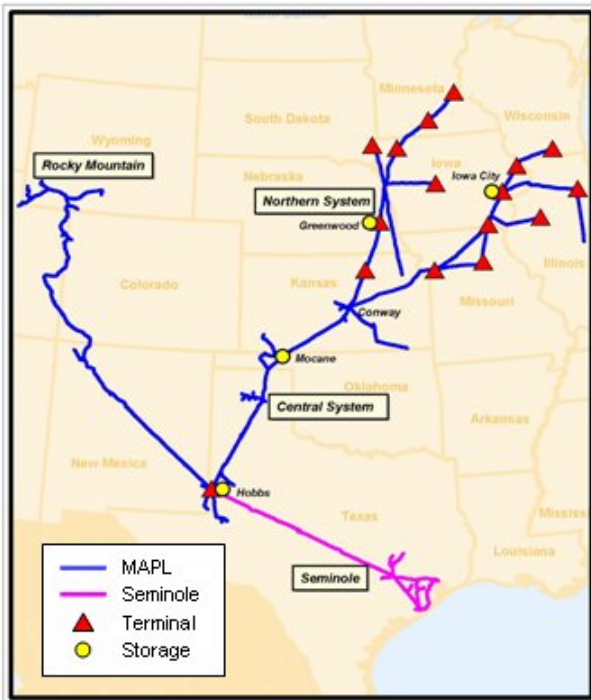 Minnesota
South Dakota
Wisconsin
Wyoming
Rocky Mountain
Iowa
Iowa City
Nebraska
Northern System
Greenwood
Illinois
Colorado
Kansas
Missouri
Conway
Mocane
Oklahoma
Central System
Arkansas
New Mexico
Hobbs
Texas
Mississ
Louisiana
Seminole
MAPL
Seminole
Terminal
Storage